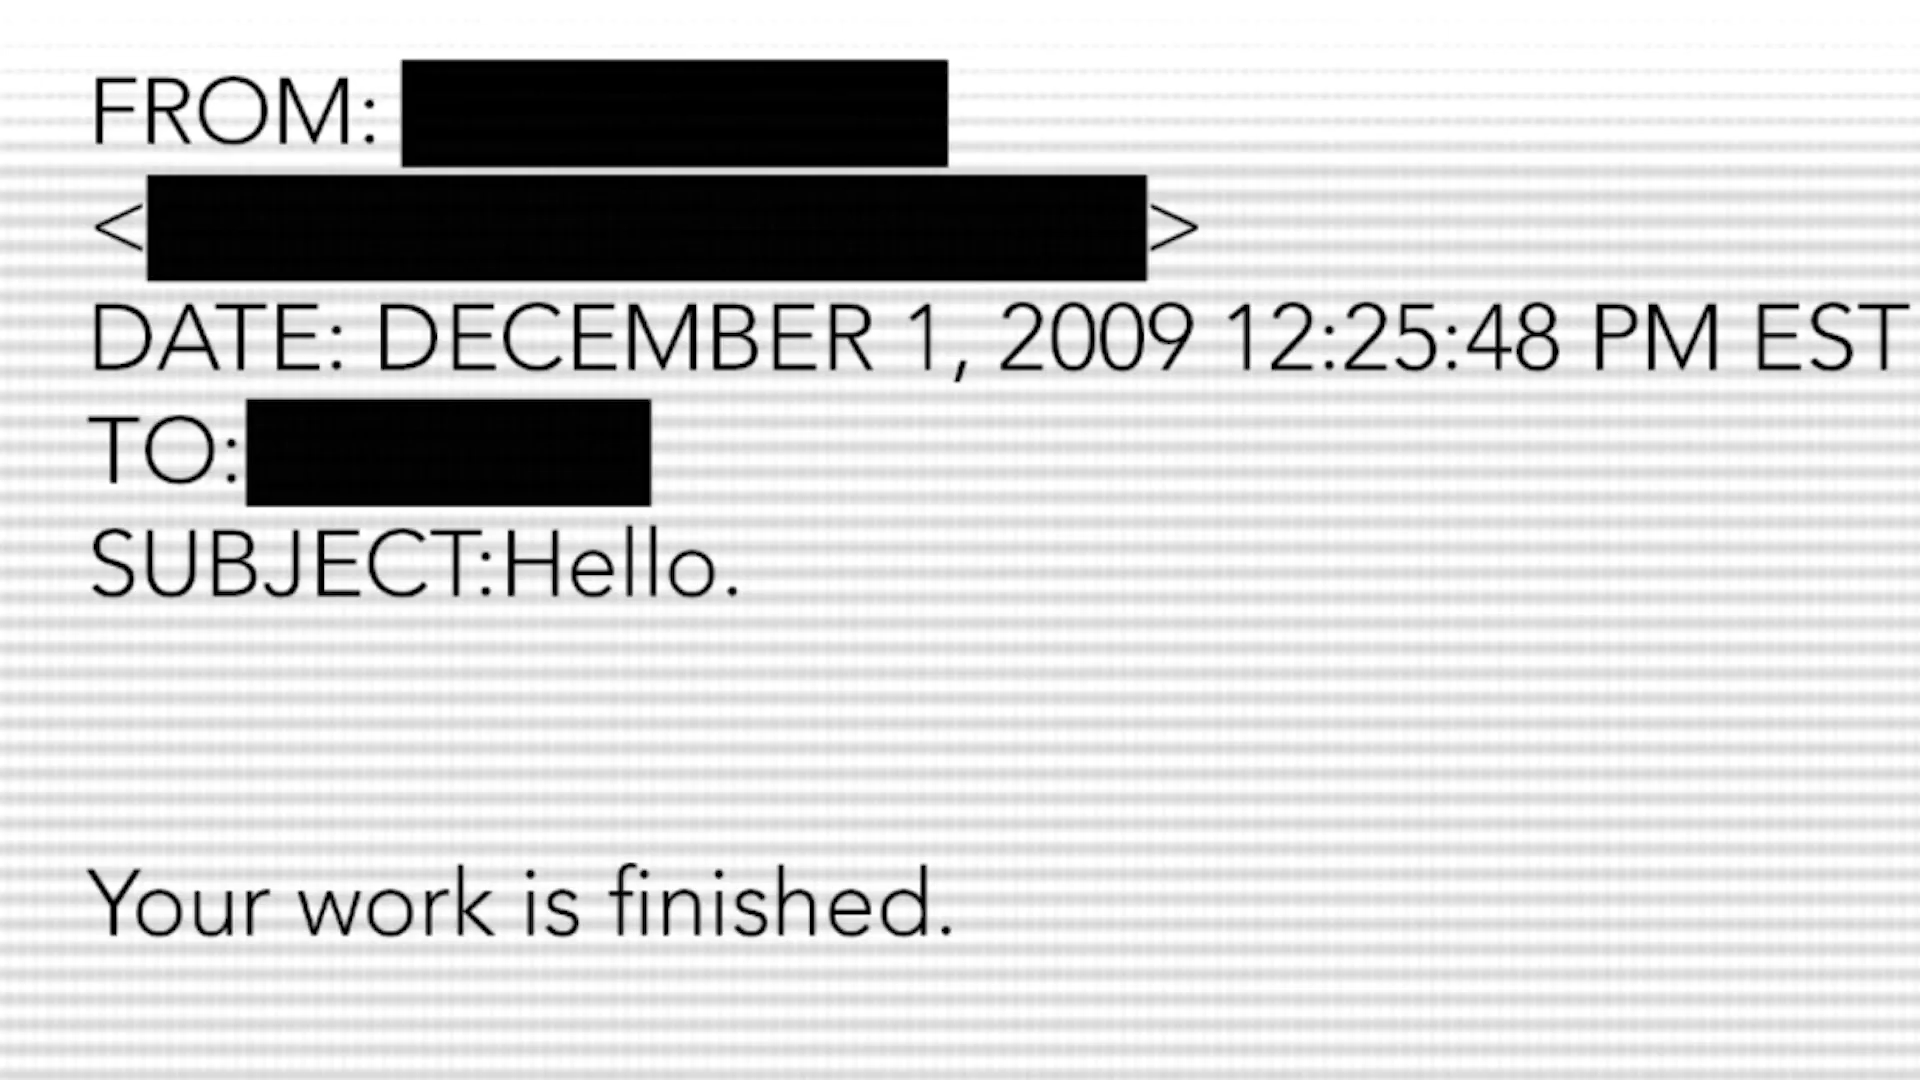 FROM:
< >
DATE: DECEMBER 1, 2009 12:25:48 PM EST
TO:
SUBJECT:Hello.
Your work is finished.